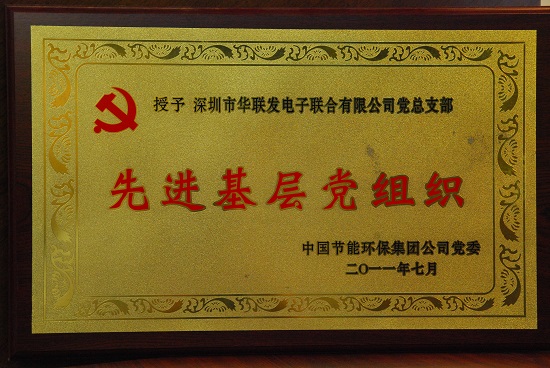 授予 深圳市华联发电子联合有限公司党总支部
先进基层党组织
中国节能环保集团公司党委
二〇一一年七月